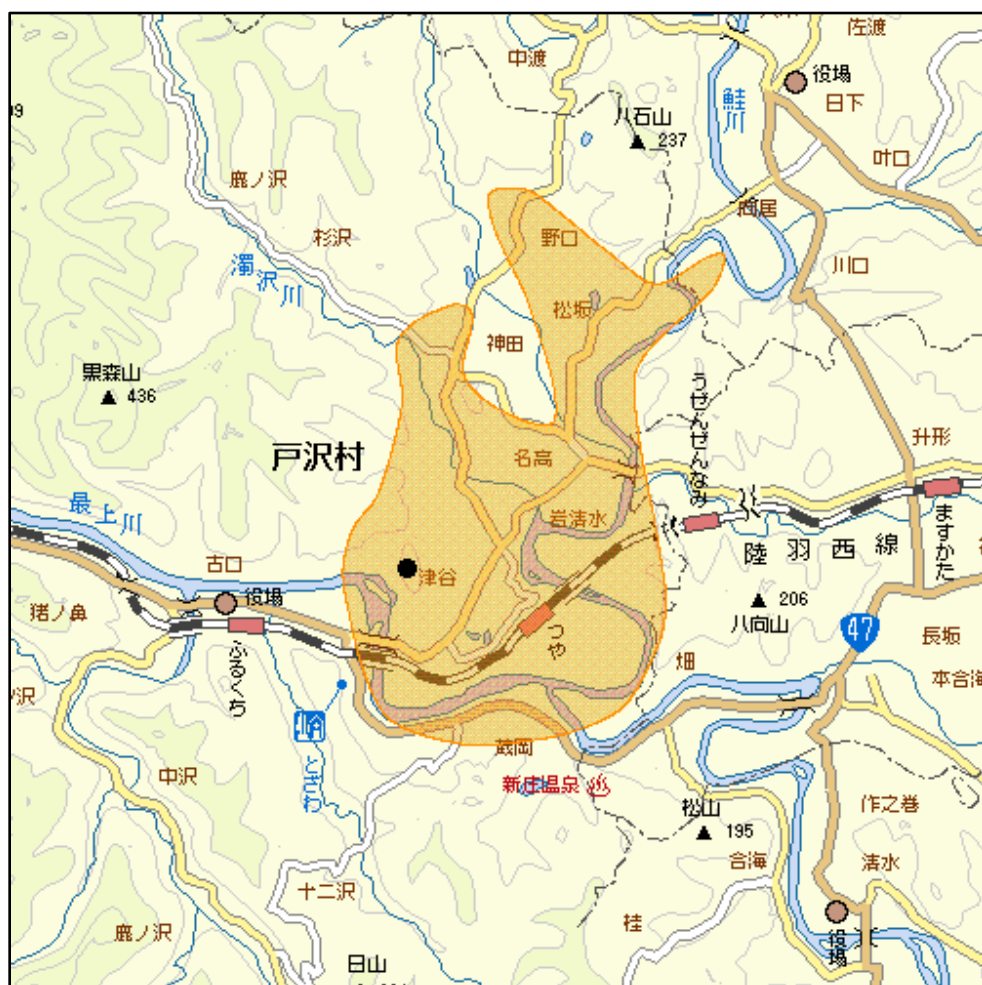 佐渡
中渡
役場
日下
鮭川
八石山
237
叶口
鹿ノ沢
杉沢
濁沢川
野口
川口
松坂
神田
黒森山
436
戸沢村
うぜんぜんなみ
升形
名高
最上川
岩清水
ますかた
陸羽西線
古口
津谷
役場
猪ノ鼻
206
八向山
47
つや
長坂
ふるくち
畑
本合海
蔵岡
中沢
新庄温泉
松山
195
作之巻
合海
清水
十二沢
鹿ノ沢
桂
役場
日山